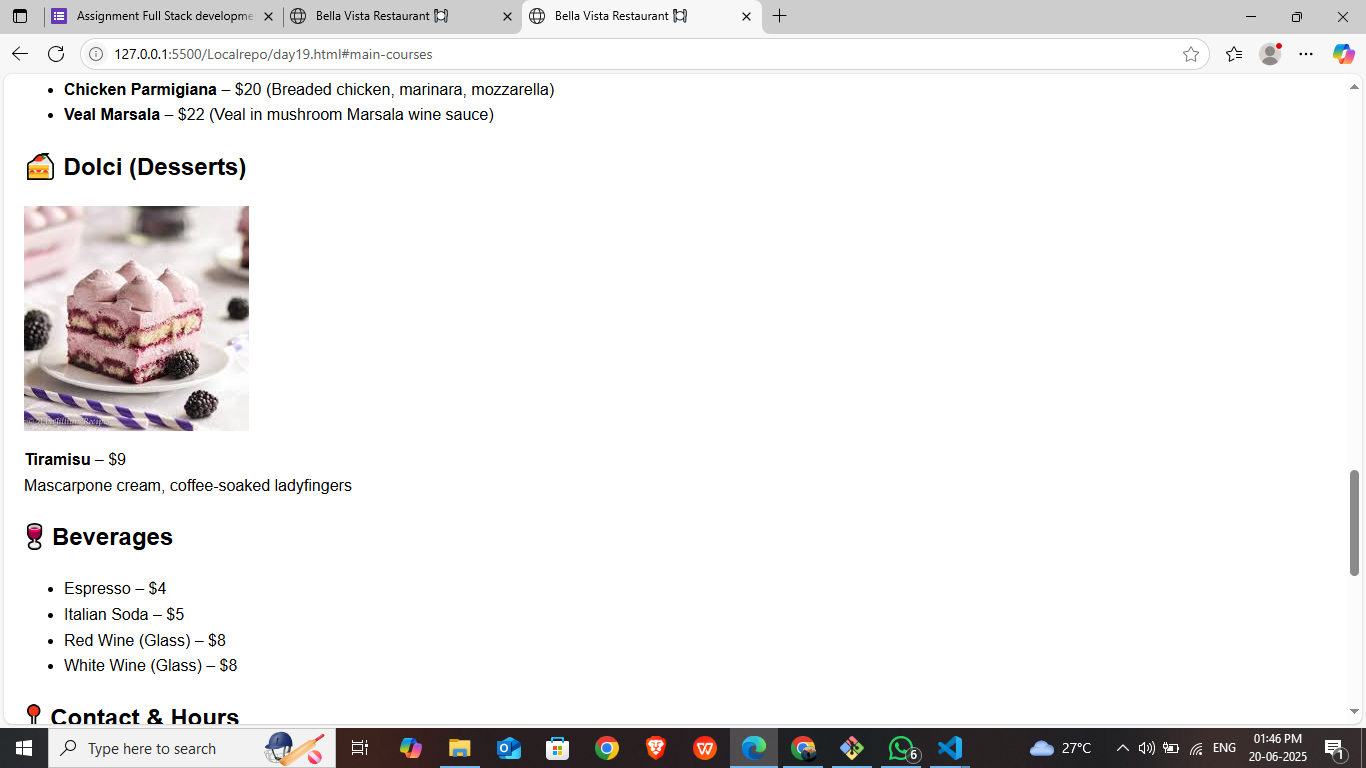 Assignment Full Stack developme
Bella Vista Restaurant
Bella Vista Restaurant
127.0.0.1:5500/Localrepo/day19.html#main-courses
Chicken Parmigiana – $20 (Breaded chicken, marinara, mozzarella)
Veal Marsala – $22 (Veal in mushroom Marsala wine sauce)
Dolci (Desserts)
Tiramisu – $9
Mascarpone cream, coffee-soaked ladyfingers
Beverages
Espresso – $4
Italian Soda – $5
Red Wine (Glass) – $8
White Wine (Glass) – $8
Contact & Hours
Type here to search
6
27°C
ENG
01:46 PM
20-06-2025
1